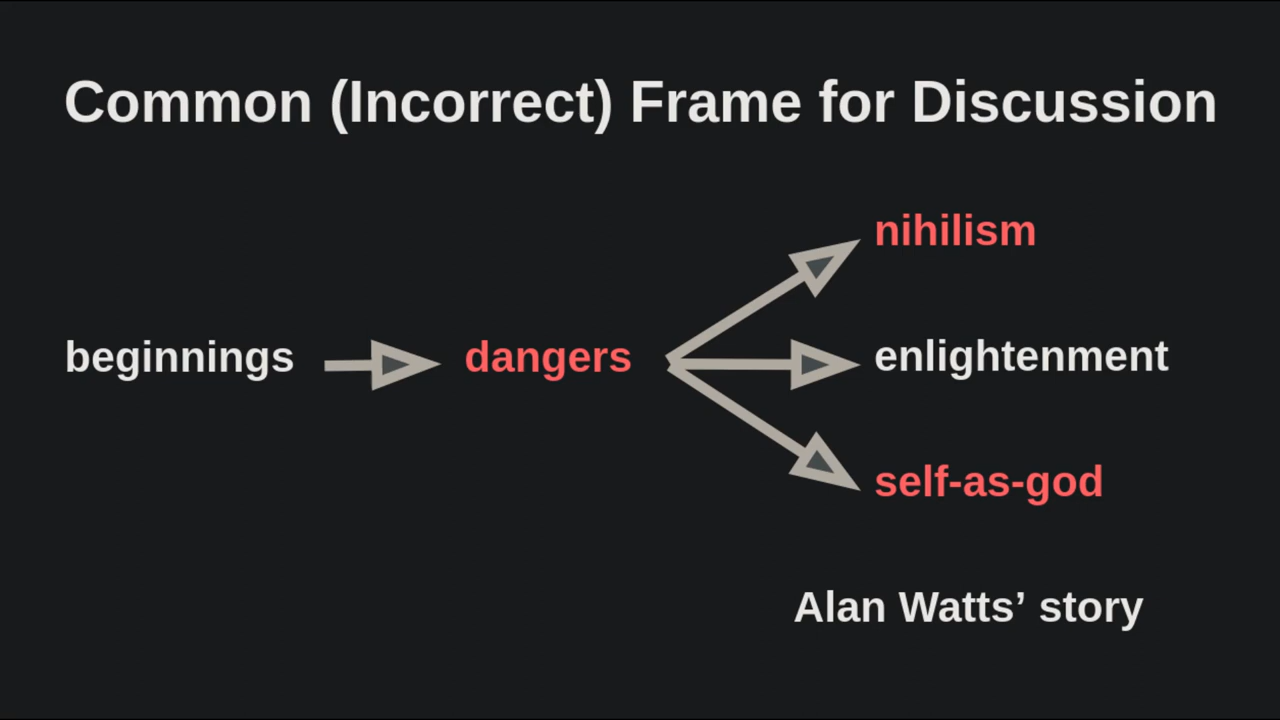 Common (Incorrect) Frame for Discussion
nihilism
beginnings dangers enlightenment
self-as-god
Alan Watts’ story